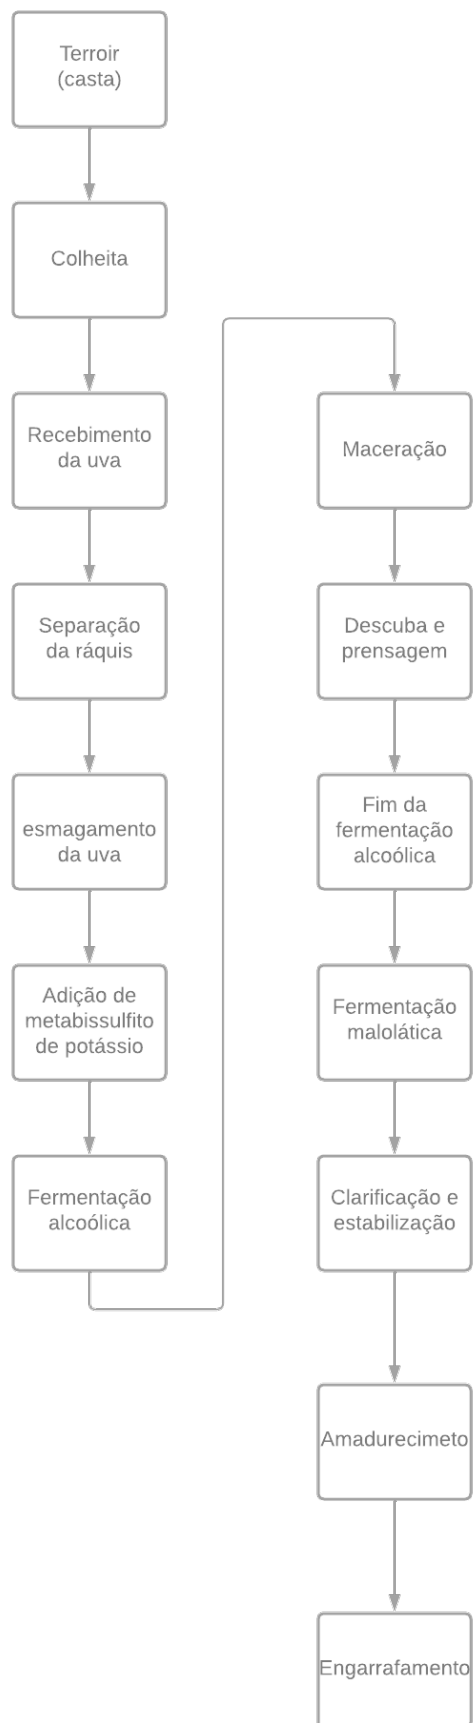 Terroir
(casta)
Colheita
Recebimento
da uva
Separação
da ráquis
esmagamento
da uva
Adição de
metabissulfito
de potássio
Fermentação
alcoólica
Maceração
Descuba e
prensagem
Fim da
fermentação
alcoólica
Fermentação
malolática
Clarificação e
estabilização
Amadurecimeto
Engarrafamento